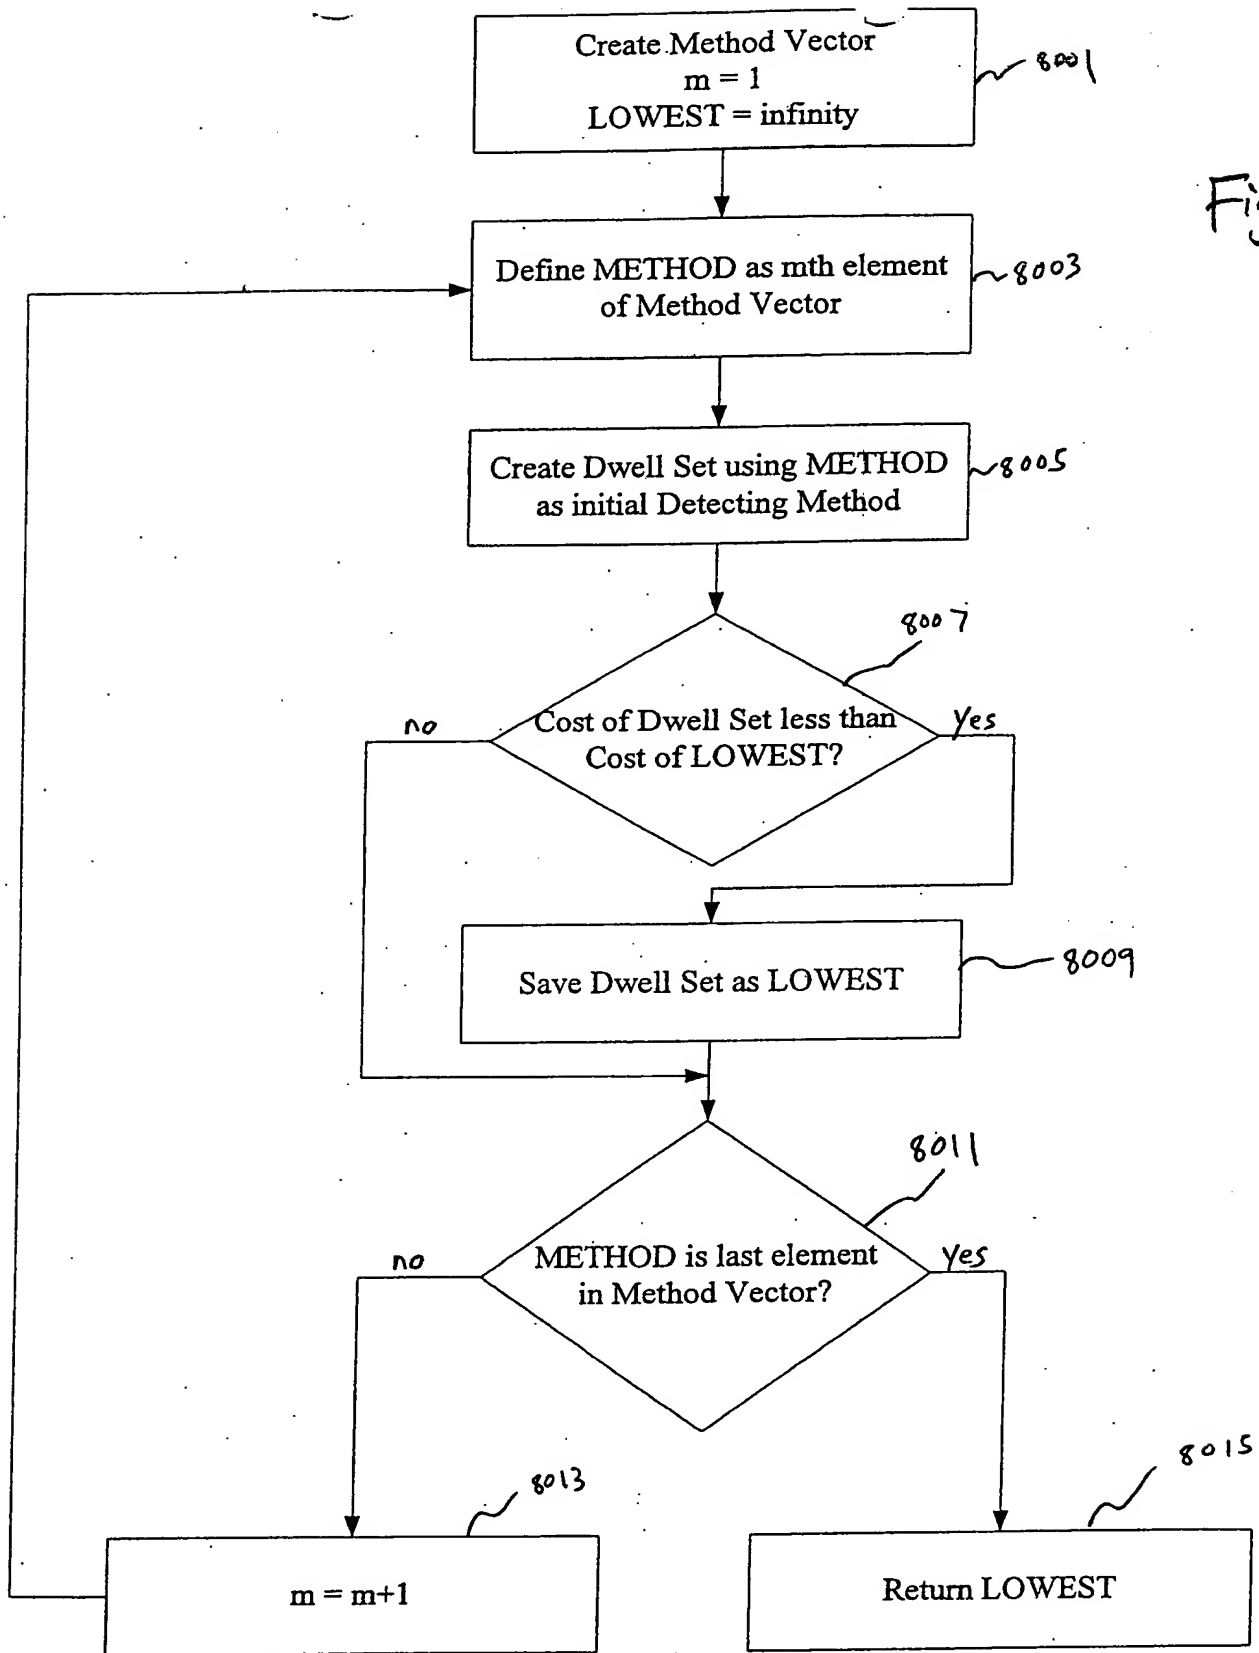 Create Method Vector
m = 1
LOWEST = infinity
8001
Define METHOD as mth element
of Method Vector
8003
Create Dwell Set using METHOD
as initial Detecting Method
8005
8007
no
Cost of Dwell Set less than
Cost of LOWEST?
Yes
Save Dwell Set as LOWEST
8009
8011
no
METHOD is last element
in Method Vector?
Yes
8013
m = m+1
8015
Return LOWEST